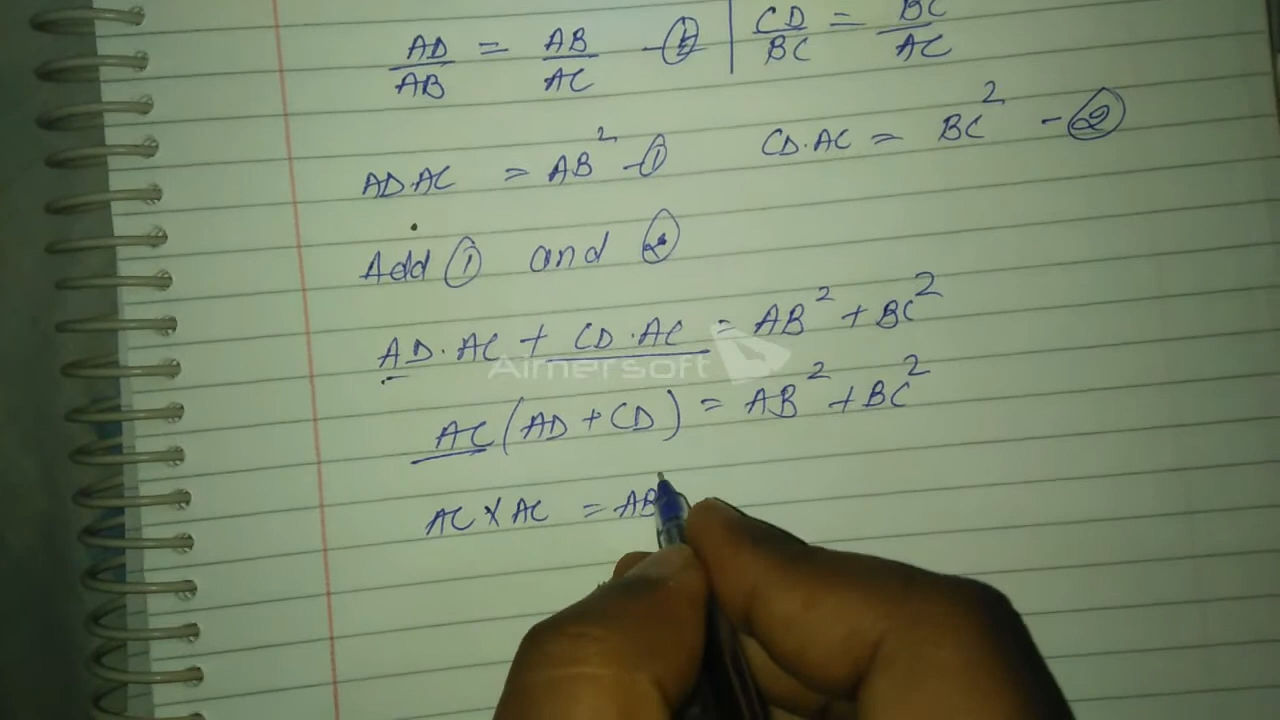 AD/AB = AB/AC | CD/BC = BC/AC
AD.AC = AB² - ① CD.AC = BC² - ②
Add ① and ②
AD.AC + CD.AC = AB² + BC²
Aimersoft
AC(AD + CD) = AB² + BC²
AC X AC = AB